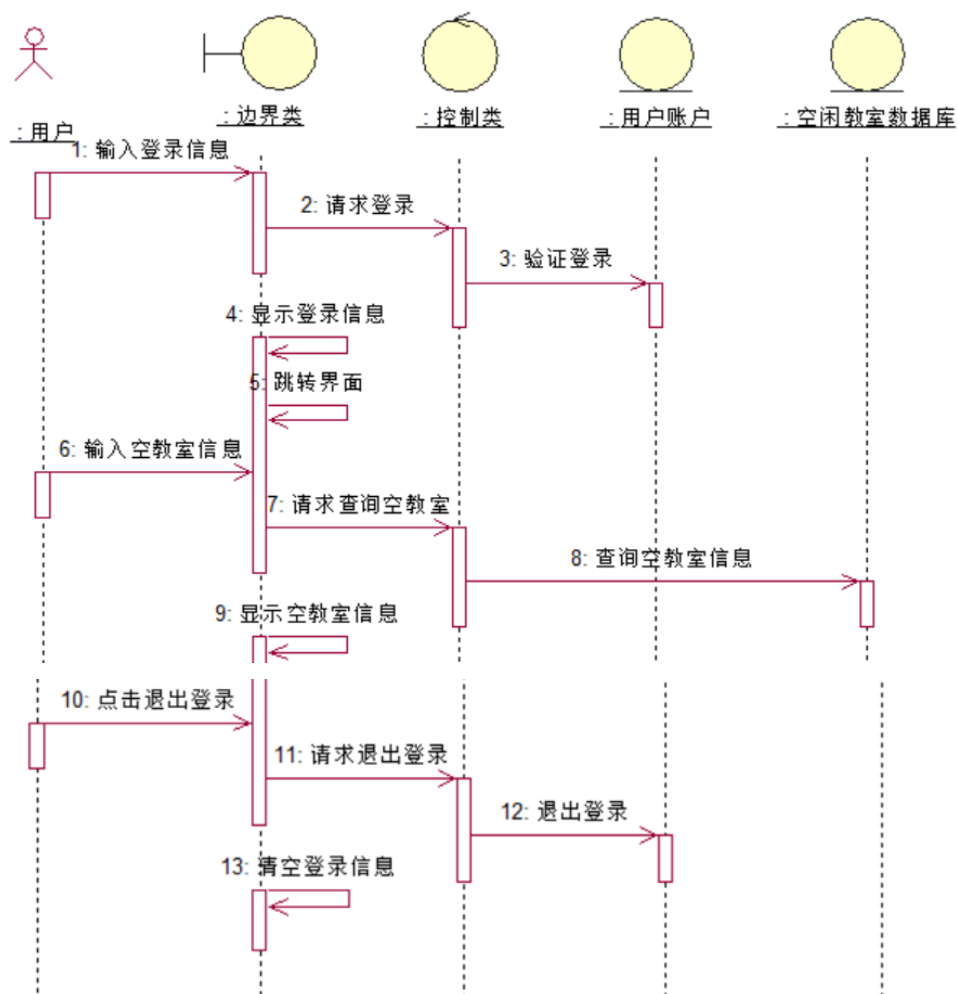 : 用户
: 边界类
: 控制类
: 用户账户
: 空闲教室数据库
1: 输入登录信息
2: 请求登录
3: 验证登录
4: 显示登录信息
5: 跳转界面
6: 输入空教室信息
7: 请求查询空教室
8: 查询空教室信息
9: 显示空教室信息
10: 点击退出登录
11: 请求退出登录
12: 退出登录
13: 清空登录信息